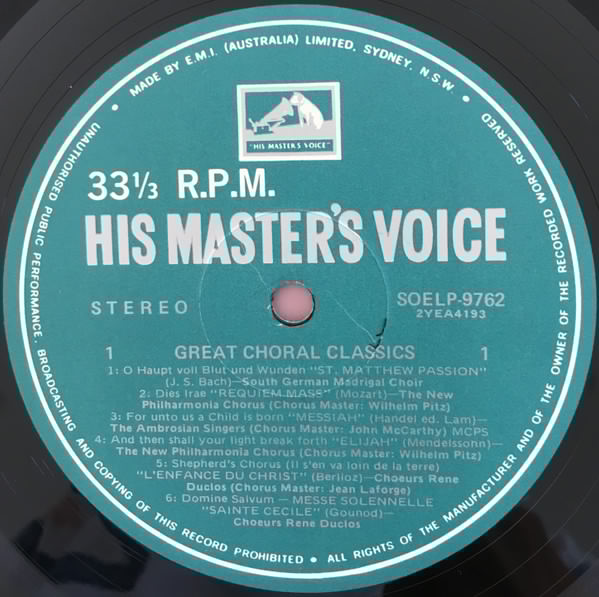 MADE BY E.M.I. (AUSTRALIA) LIMITED, SYDNEY, N.S.W.
"HIS MASTER'S VOICE"
33⅓ R.P.M.
HIS MASTER'S VOICE
STEREO
SOELP-9762
2YEA4193
1 GREAT CHORAL CLASSICS 1
1: O Haupt voll Blut und Wunden "ST. MATTHEW PASSION"
(J. S. Bach)—South German Madrigal Choir
2: Dies Irae "REQUIEM MASS" (Mozart)—The New
Philharmonia Chorus (Chorus Master: Wilhelm Pitz)
3: For unto us a Child is born "MESSIAH" (Handel ed. Lam)—
The Ambrosian Singers (Chorus Master: John McCarthy) MCPS
4: And then shall your light break forth "ELIJAH" (Mendelssohn)—
The New Philharmonia Chorus (Chorus Master: Wilhelm Pitz)
5: Shepherd's Chorus (Il s'en va loin de la terre)
"L'ENFANCE DU CHRIST" (Berlioz)—Choeurs Rene
Duclos (Chorus Master: Jean Laforge)
6: Domine Salvum — MESSE SOLENNELLE
"SAINTE CECILE" (Gounod)—
Choeurs Rene Duclos
ALL RIGHTS OF THE MANUFACTURER AND OF THE OWNER OF THE RECORDED WORK RESERVED
UNAUTHORISED PUBLIC PERFORMANCE, BROADCASTING AND COPYING OF THIS RECORD PROHIBITED